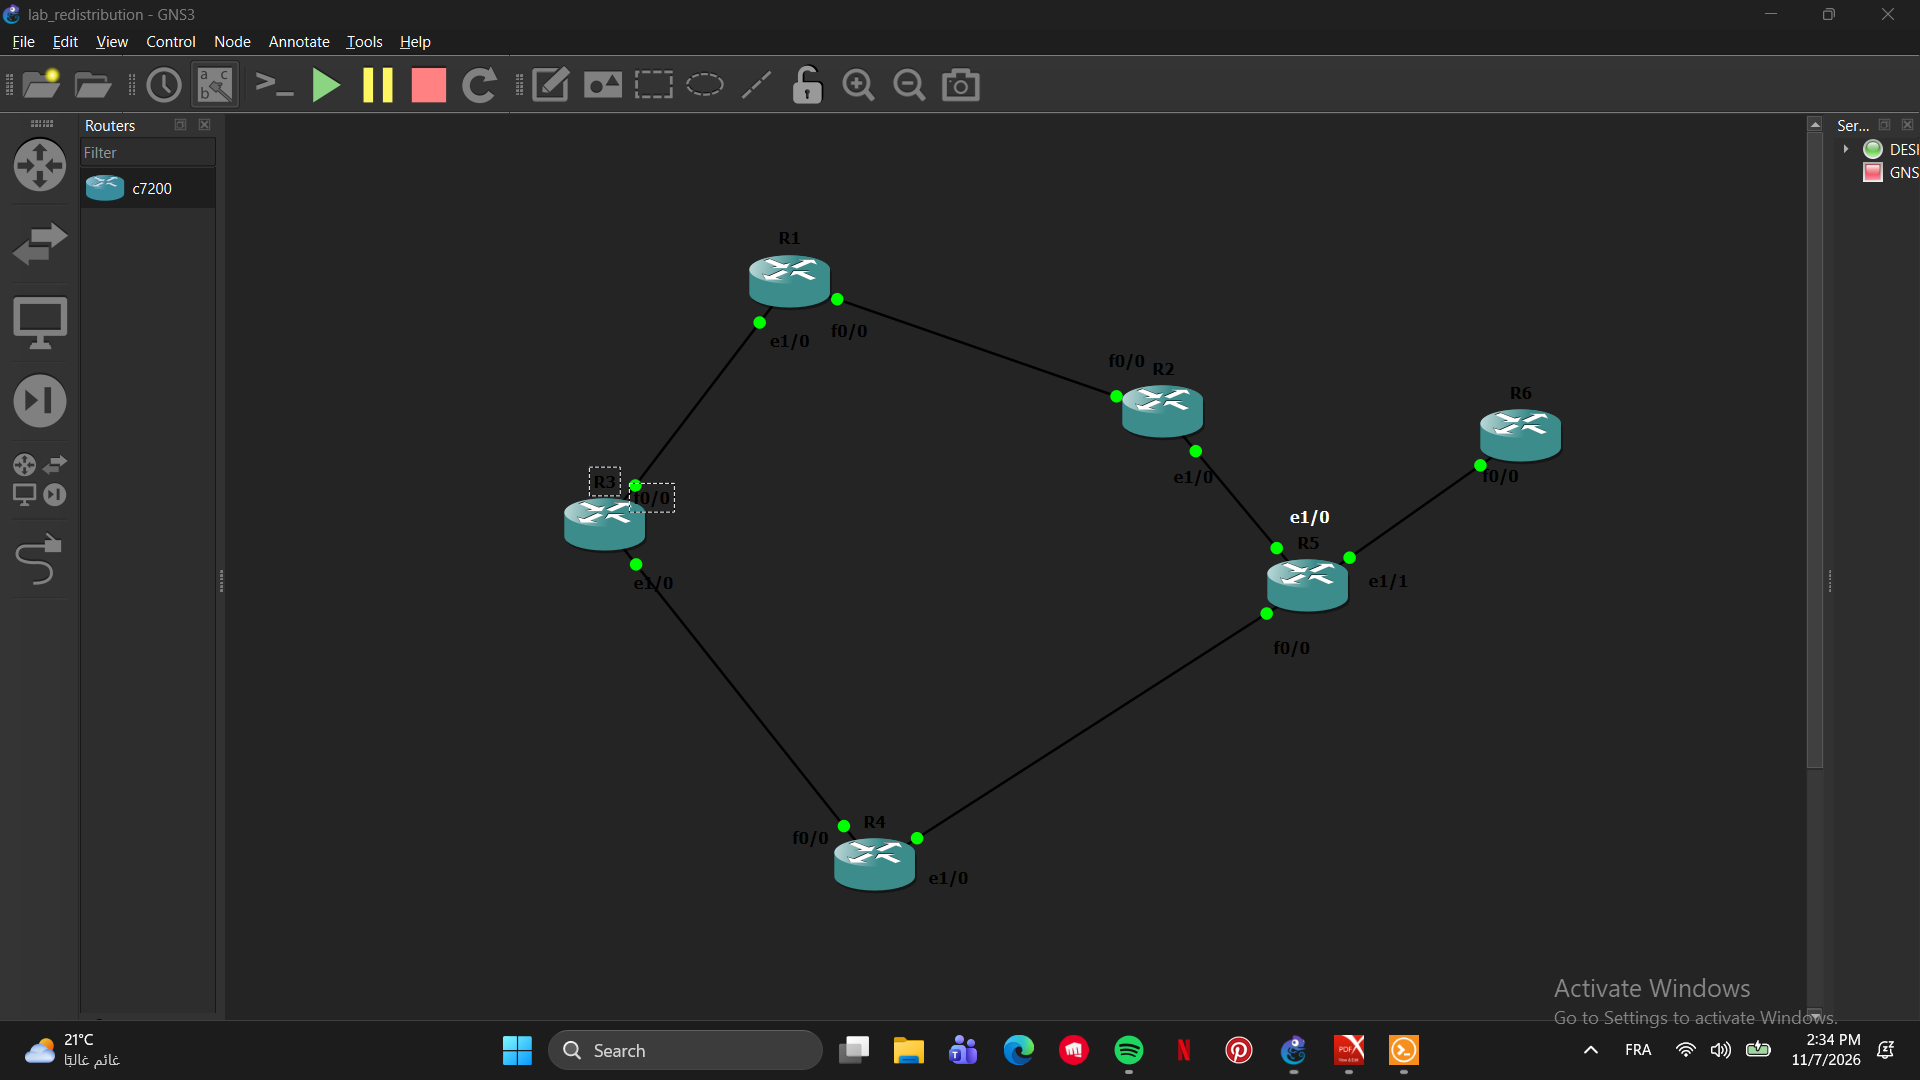 lab_redistribution - GNS3
File Edit View Control Node Annotate Tools Help
a c
b
Routers
Filter
c7200
Ser...
DESH
GNS
R1
e1/0
f0/0
f0/0
R2
e1/0
R6
f0/0
R3
f0/0
e1/0
e1/0
R5
e1/1
f0/0
R4
f0/0
e1/0
Activate Windows
Go to Settings to activate Windows.
21°C
غائم غالبًا
Search
PDF
FRA
2:34 PM
11/7/2026